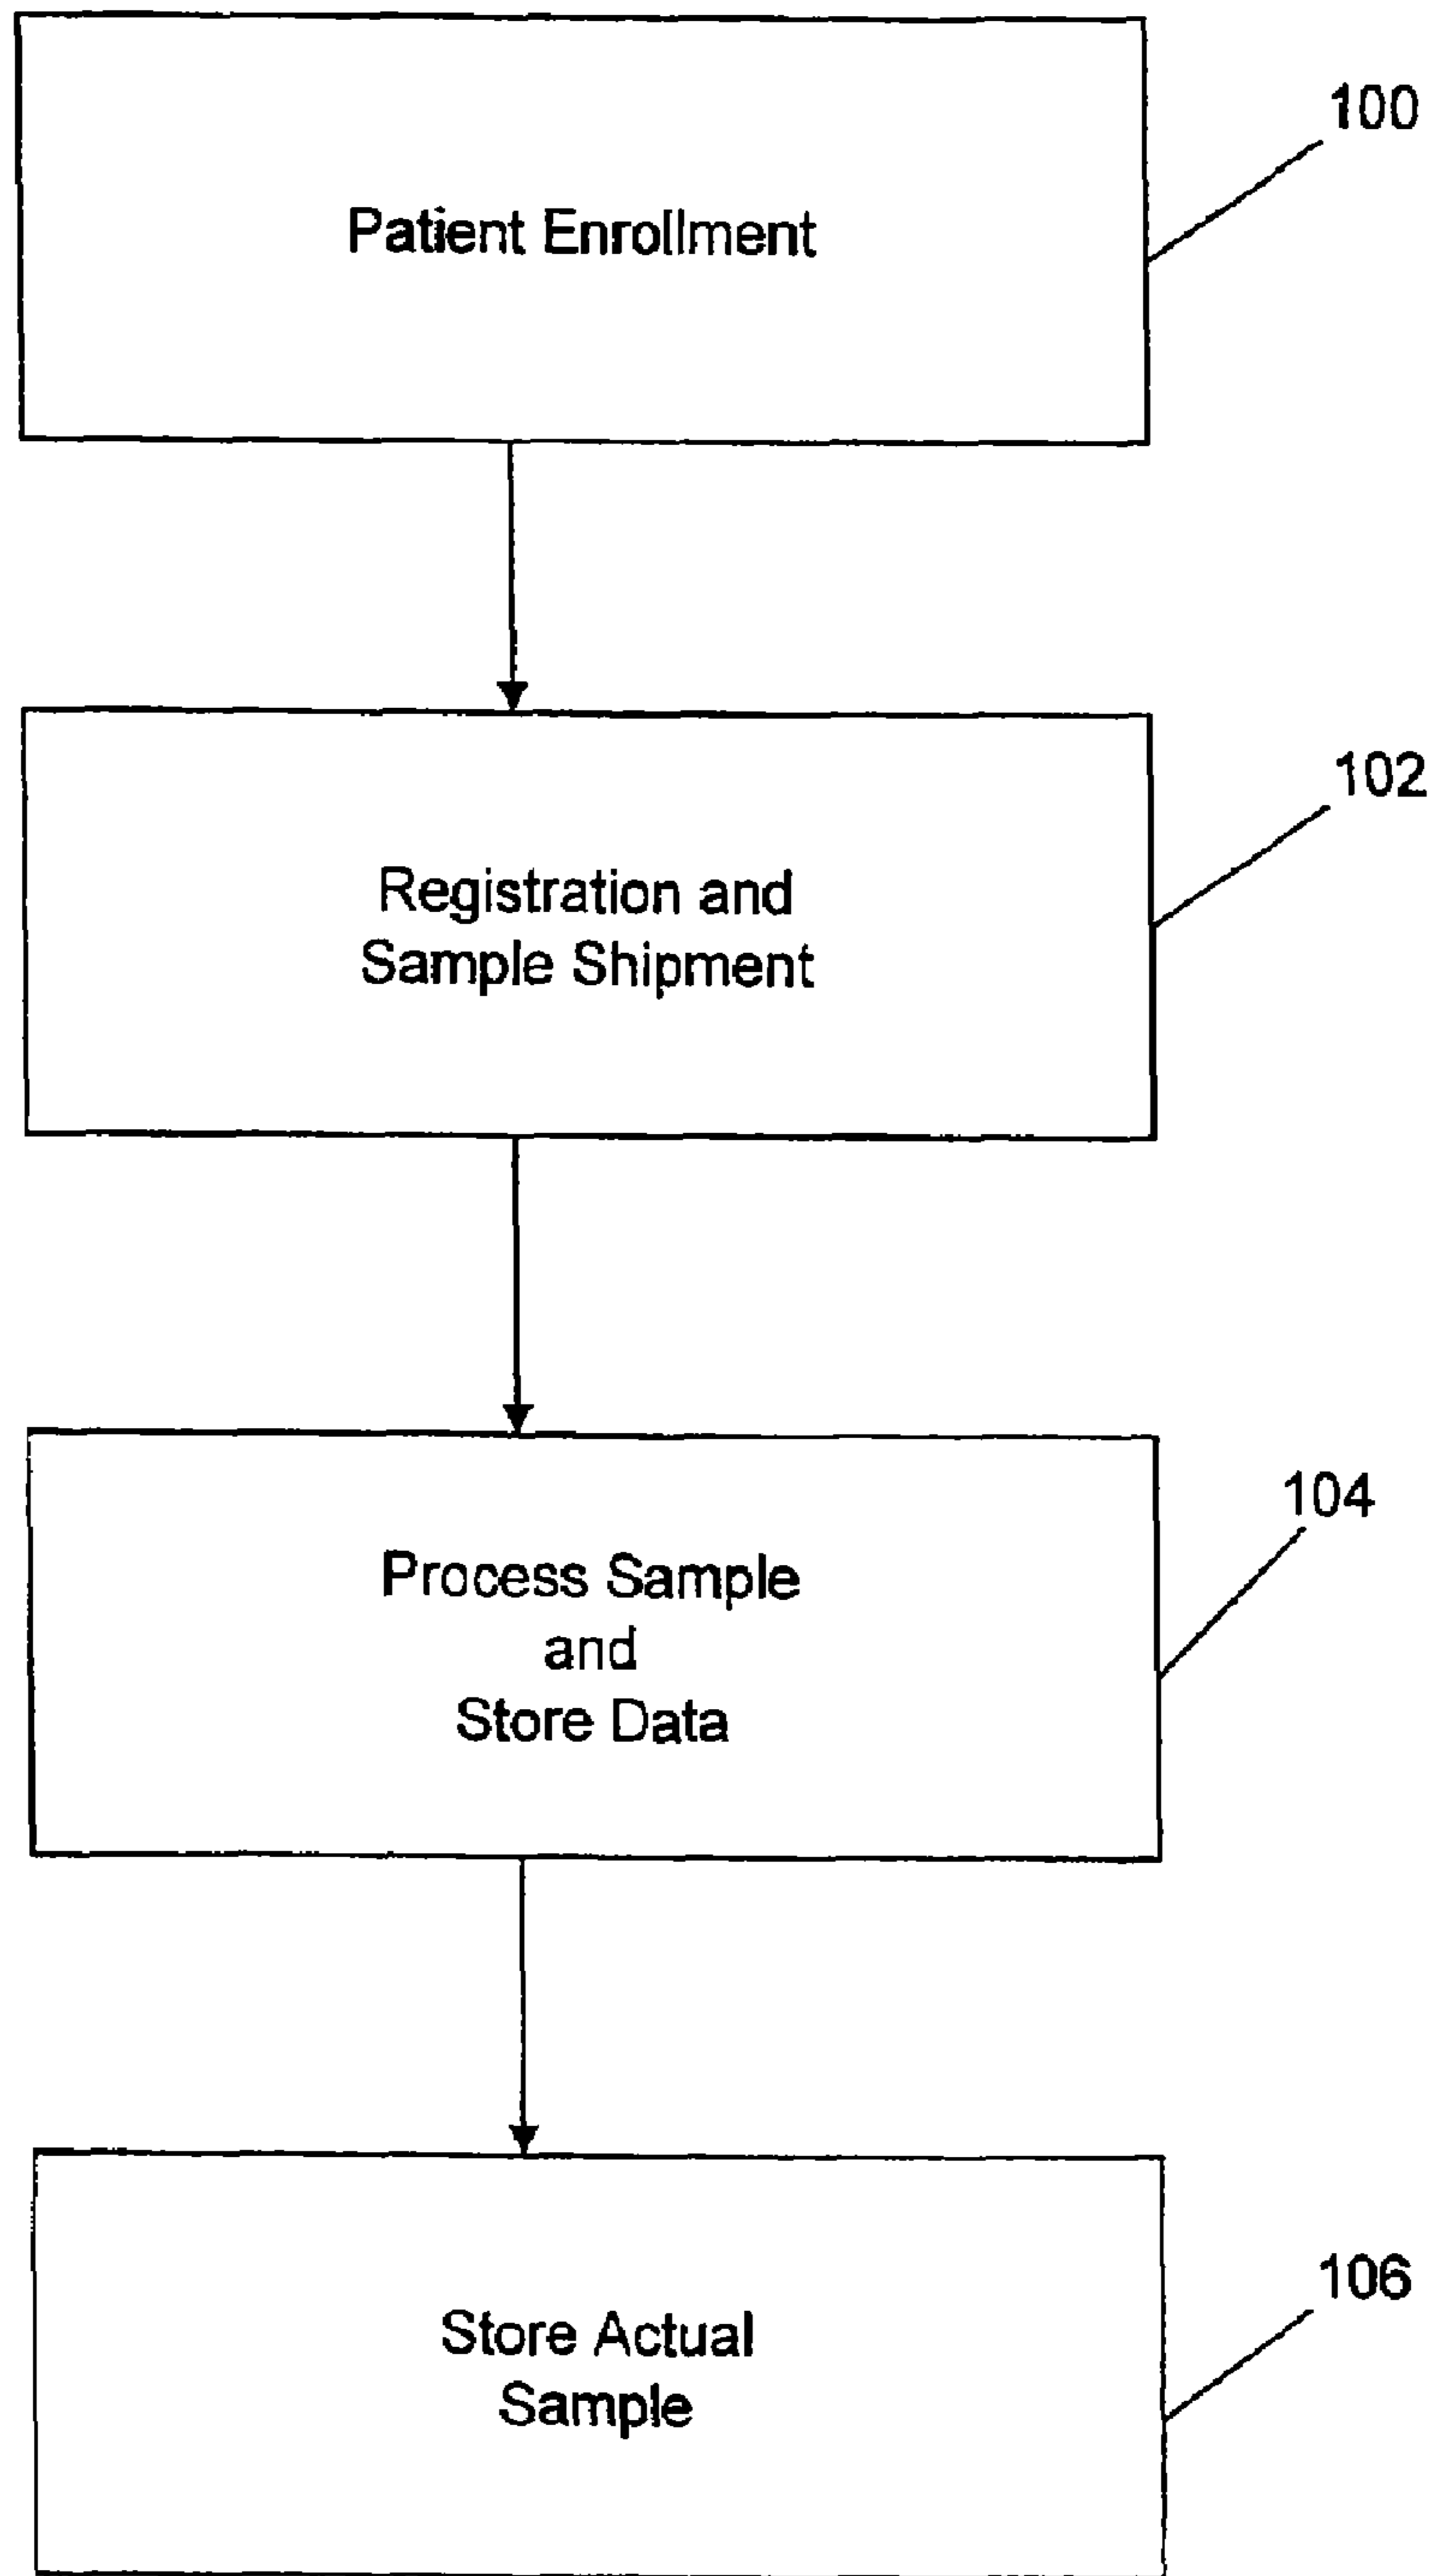 Patient Enrollment
100
Registration and
Sample Shipment
102
Process Sample
and
Store Data
104
Store Actual
Sample
106